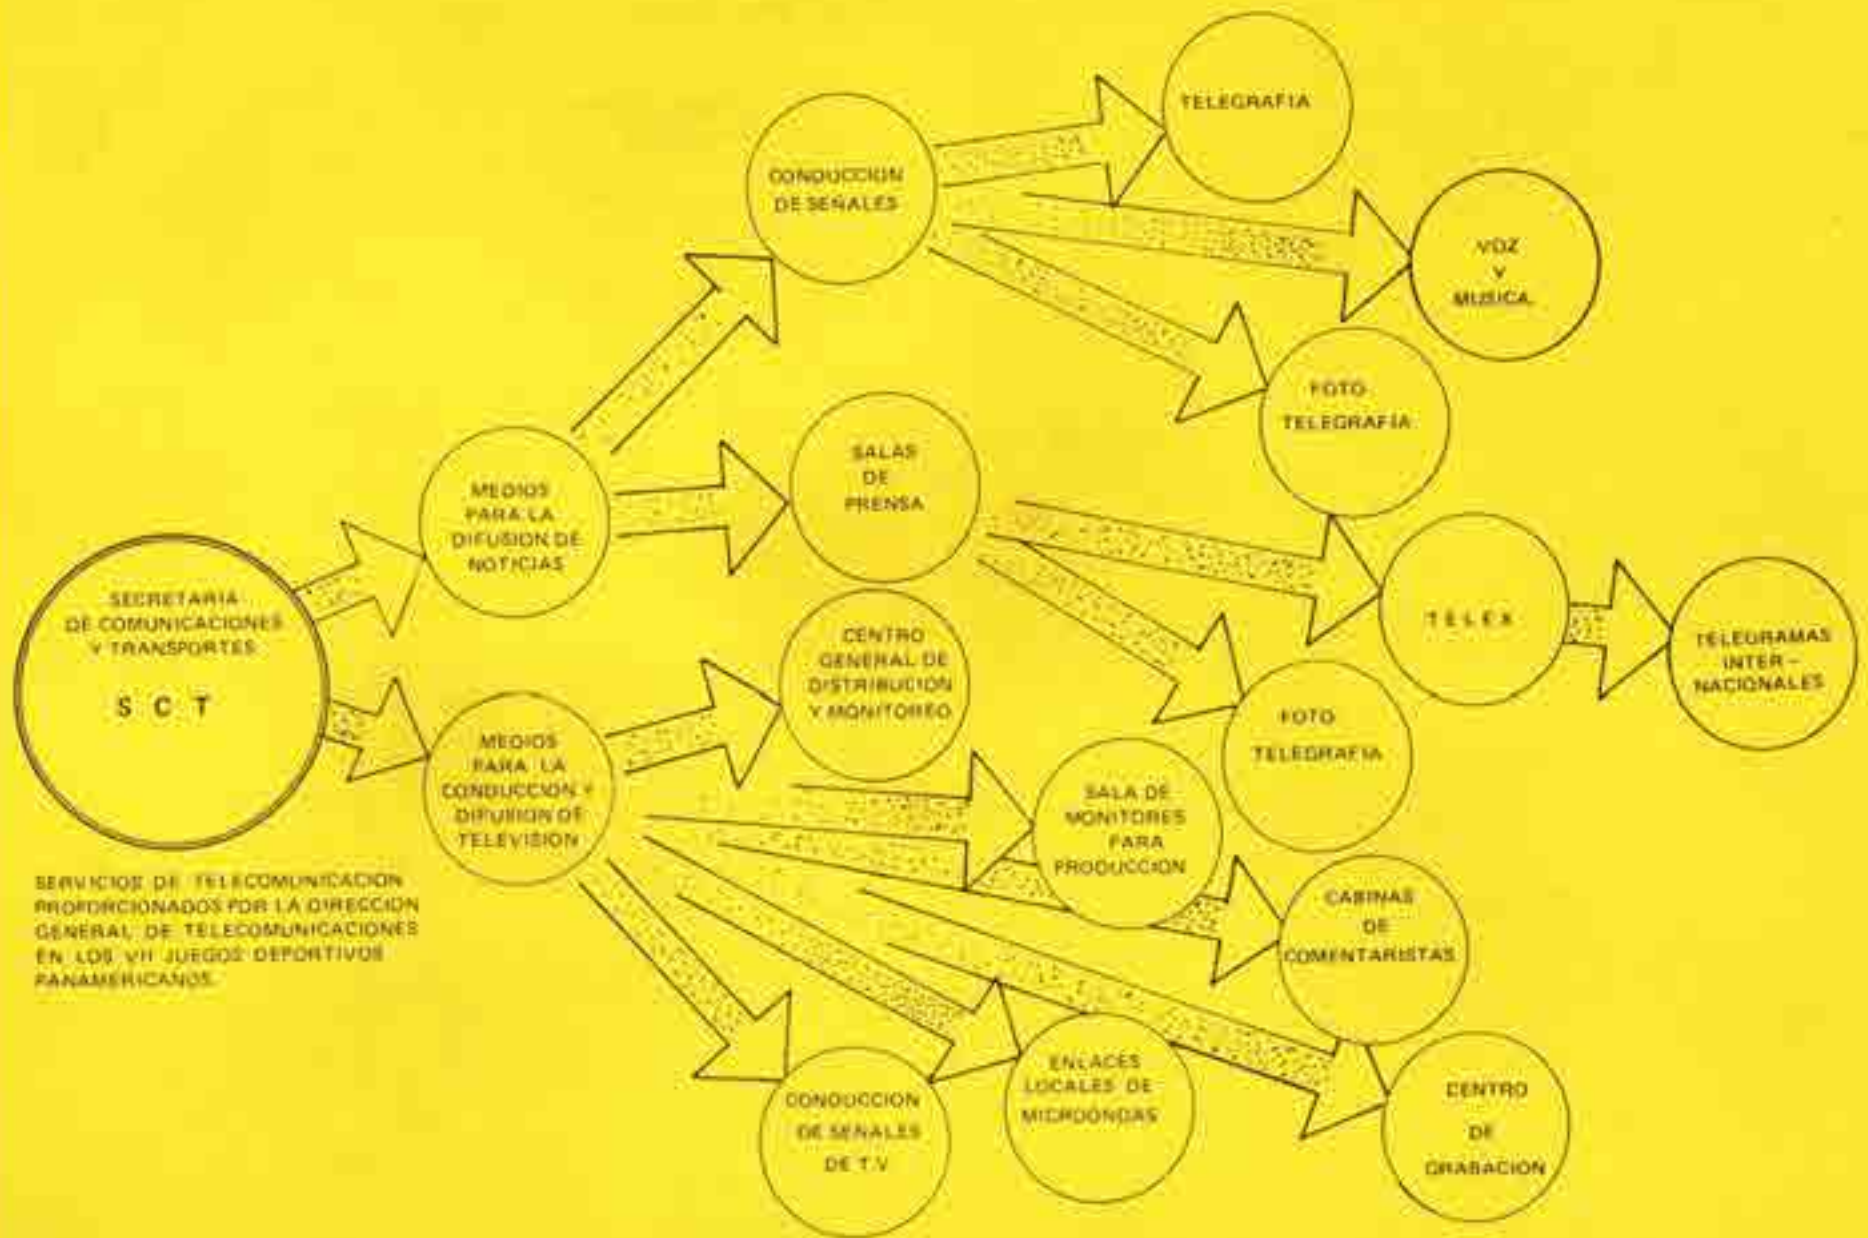 TELEGRAFIA
CONDUCCION
DE SEÑALES
VOZ
Y
MUSICA.
FOTO
TELEGRAFIA
MEDIOS
PARA LA
DIFUSION DE
NOTICIAS
SALAS
DE
PRENSA
SECRETARIA
DE COMUNICACIONES
Y TRANSPORTES
S C T
CENTRO
GENERAL DE
DISTRIBUCION
Y MONITOREO
TELEX
TELEGRAMAS
INTER-
NACIONALES
FOTO
TELEGRAFIA
MEDIOS
PARA LA
CONDUCCION Y
DIFUSION DE
TELEVISION
SALA DE
MONITORES
PARA
PRODUCCION
CABINAS
DE
COMENTARISTAS
SERVICIOS DE TELECOMUNICACION
PROPORCIONADOS POR LA DIRECCION
GENERAL DE TELECOMUNICACIONES
EN LOS VII JUEGOS DEPORTIVOS
PANAMERICANOS.
CONDUCCION
DE SEÑALES
DE T.V
ENLACES
LOCALES DE
MICROONDAS
CENTRO
DE
GRABACION